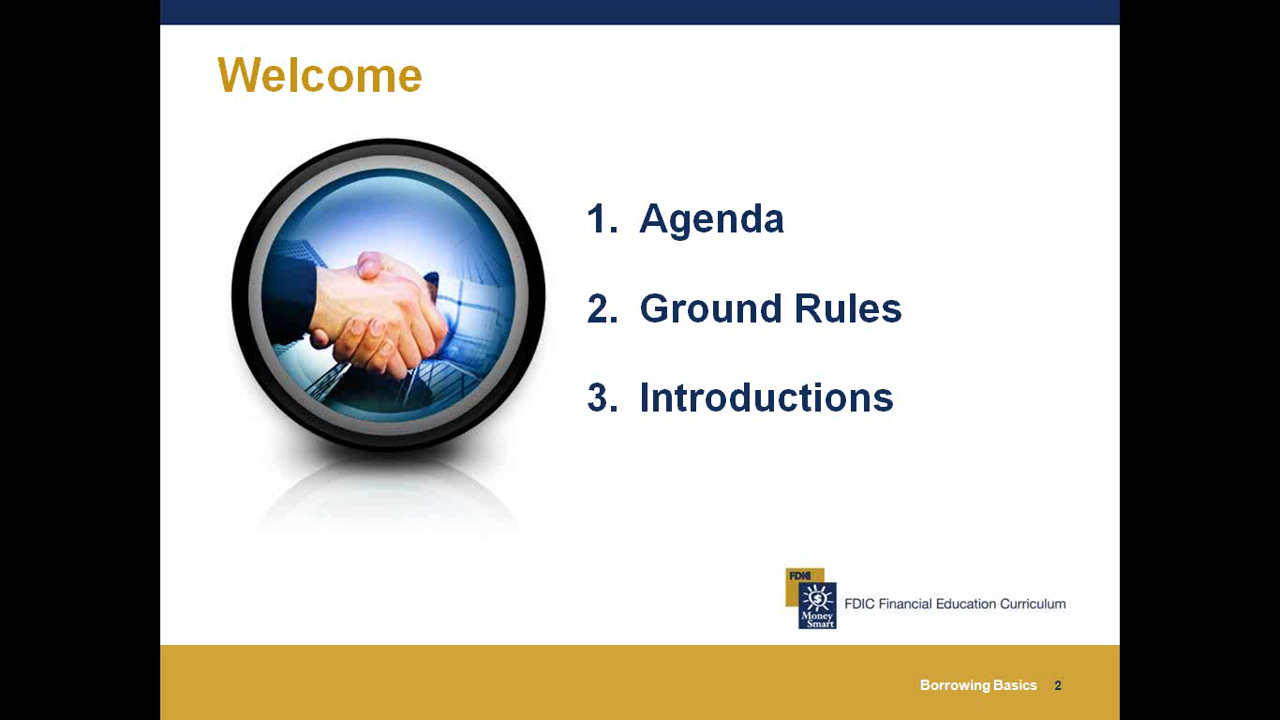 Welcome
1. Agenda
2. Ground Rules
3. Introductions
FDIC
Money
Smart
FDIC Financial Education Curriculum
Borrowing Basics 2